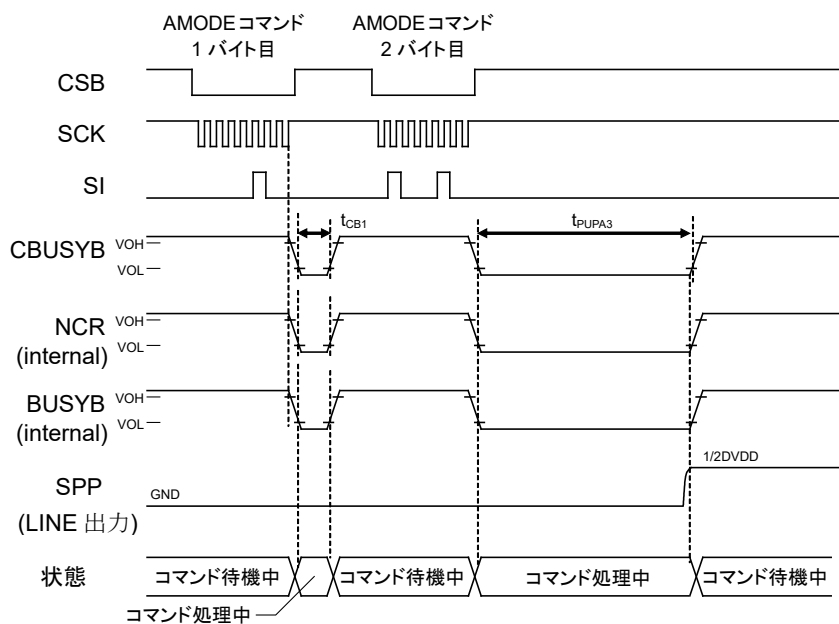 AMODEコマンド
1 バイト目
AMODEコマンド
2 バイト目
CSB
SCK
SI
tCB1
tPUPA3
CBUSYB
VOH
VOL
NCR
(internal)
VOH
VOL
BUSYB
(internal)
VOH
VOL
SPP
(LINE 出力)
GND
1/2DVDD
状態
コマンド待機中
コマンド待機中
コマンド処理中
コマンド待機中
コマンド処理中